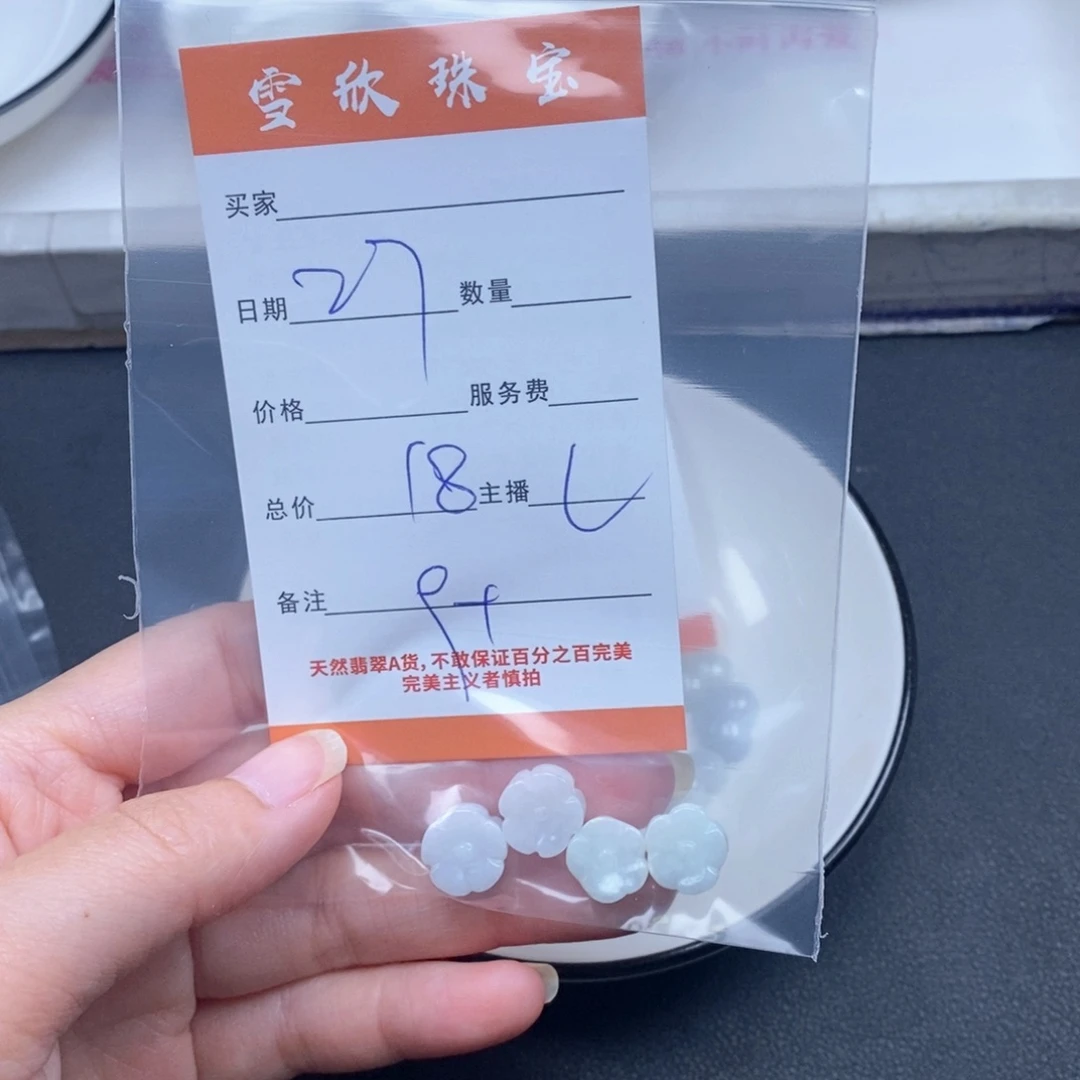 雪欣珠宝
买家
日期 27 数量
价格 服务费
总价 18 主播 L
备注
天然翡翠A货,不敢保证百分之百完美
完美主义者慎拍